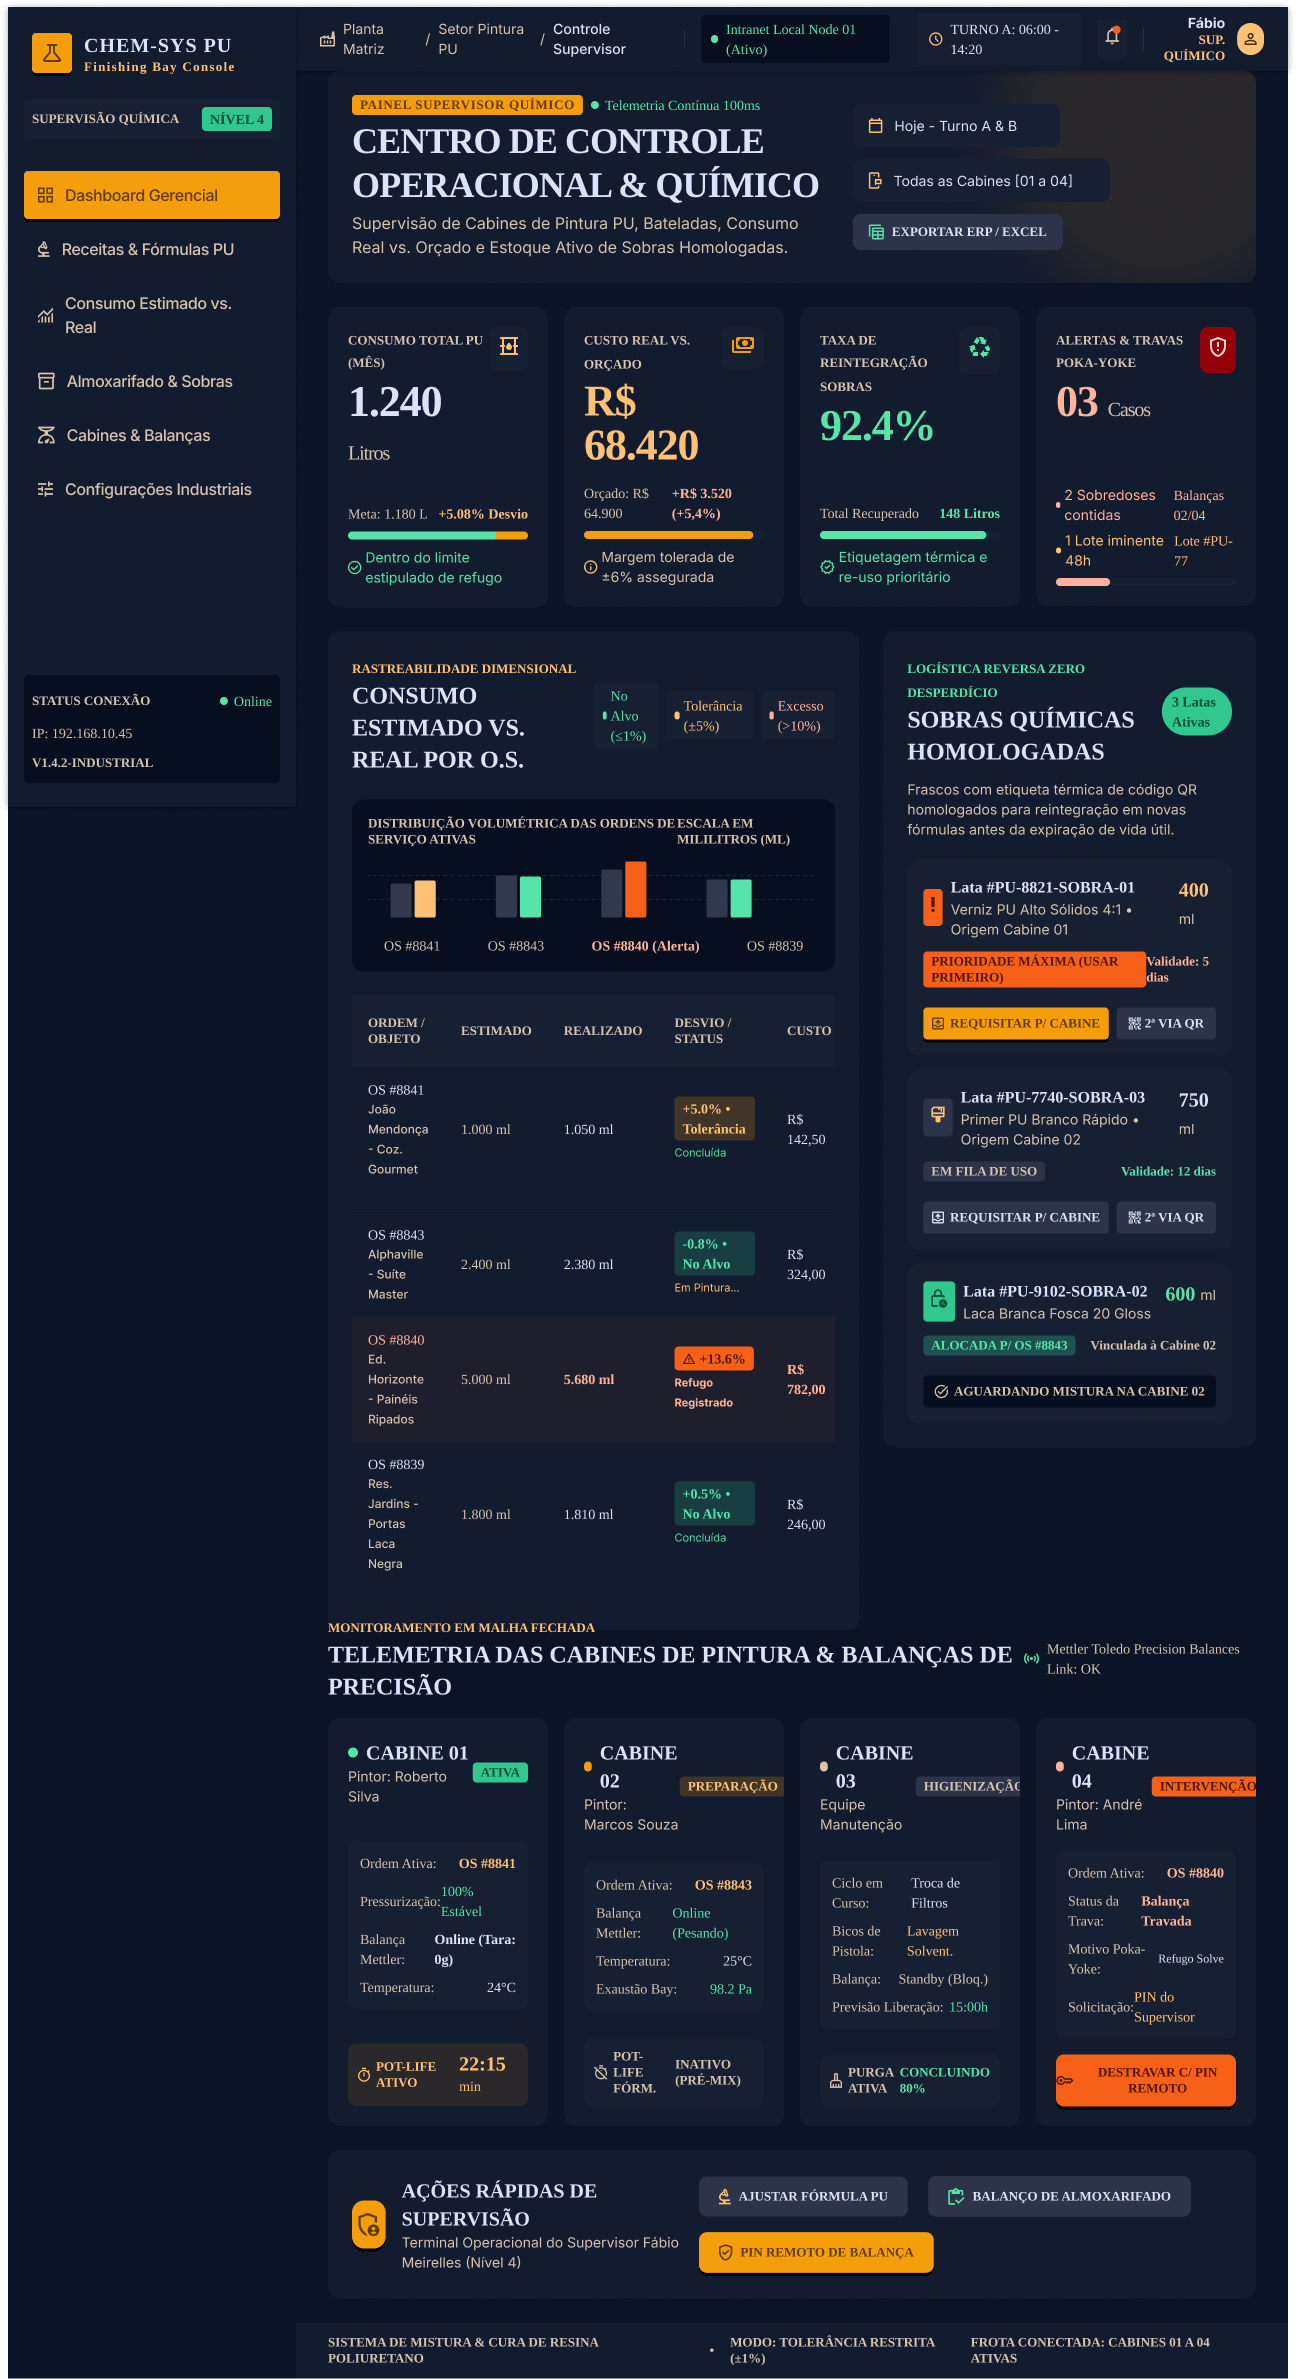 CHEM-SYS PU
Finishing Bay Console
SUPERVISÃO QUÍMICA
NÍVEL 4
Dashboard Gerencial
Receitas & Fórmulas PU
Consumo Estimado vs.
Real
Almoxarifado & Sobras
Cabines & Balanças
Configurações Industriais
STATUS CONEXÃO
Online
IP: 192.168.10.45
V1.4.2-INDUSTRIAL
Planta
Matriz
/
Setor Pintura
PU
/
Controle
Supervisor
Intranet Local Node 01
(Ativo)
TURNO A: 06:00 -
14:20
Fábio
SUP.
QUÍMICO
PAINEL SUPERVISOR QUÍMICO
Telemetria Contínua 100ms
CENTRO DE CONTROLE
OPERACIONAL & QUÍMICO
Supervisão de Cabines de Pintura PU, Bateladas, Consumo
Real vs. Orçado e Estoque Ativo de Sobras Homologadas.
Hoje - Turno A & B
Todas as Cabines [01 a 04]
EXPORTAR ERP / EXCEL
CONSUMO TOTAL PU
(MÊS)
1.240
Litros
Meta: 1.180 L
+5.08% Desvio
Dentro do limite
estipulado de refugo
CUSTO REAL VS.
ORÇADO
R$
68.420
Orçado: R$
64.900
+R$ 3.520
(+5,4%)
Margem tolerada de
±6% assegurada
TAXA DE
REINTEGRAÇÃO
SOBRAS
92.4%
Total Recuperado
148 Litros
Etiquetagem térmica e
re-uso prioritário
ALERTAS & TRAVAS
POKA-YOKE
03 Casos
2 Sobredoses
contidas
Balanças
02/04
1 Lote iminente
48h
Lote #PU-
77
RASTREABILIDADE DIMENSIONAL
CONSUMO
ESTIMADO VS.
REAL POR O.S.
No
Alvo
(≤1%)
Tolerância
(±5%)
Excesso
(>10%)
DISTRIBUIÇÃO VOLUMÉTRICA DAS ORDENS DE
SERVIÇO ATIVAS
ESCALA EM
MILILITROS (ML)
OS #8841
OS #8843
OS #8840 (Alerta)
OS #8839
ORDEM /
OBJETO
ESTIMADO
REALIZADO
DESVIO /
STATUS
CUSTO
OS #8841
João
Mendonça
- Coz.
Gourmet
1.000 ml
1.050 ml
+5.0% •
Tolerância
Concluída
R$
142,50
OS #8843
Alphaville
- Suíte
Master
2.400 ml
2.380 ml
-0.8% •
No Alvo
Em Pintura...
R$
324,00
OS #8840
Ed.
Horizonte
- Painéis
Ripados
5.000 ml
5.680 ml
+13.6%
Refugo
Registrado
R$
782,00
OS #8839
Res.
Jardins -
Portas
Laca
Negra
1.800 ml
1.810 ml
+0.5% •
No Alvo
Concluída
R$
246,00
LOGÍSTICA REVERSA ZERO
DESPERDÍCIO
SOBRAS QUÍMICAS
HOMOLOGADAS
3 Latas
Ativas
Frascos com etiqueta térmica de código QR
homologados para reintegração em novas
fórmulas antes da expiração de vida útil.
Lata #PU-8821-SOBRA-01
Verniz PU Alto Sólidos 4:1 •
Origem Cabine 01
400
ml
PRIORIDADE MÁXIMA (USAR
PRIMEIRO)
Validade: 5
dias
REQUISITAR P/ CABINE
2ª VIA QR
Lata #PU-7740-SOBRA-03
Primer PU Branco Rápido •
Origem Cabine 02
750
ml
EM FILA DE USO
Validade: 12 dias
REQUISITAR P/ CABINE
2ª VIA QR
Lata #PU-9102-SOBRA-02
Laca Branca Fosca 20 Gloss
600 ml
ALOCADA P/ OS #8843
Vinculada à Cabine 02
AGUARDANDO MISTURA NA CABINE 02
MONITORAMENTO EM MALHA FECHADA
TELEMETRIA DAS CABINES DE PINTURA & BALANÇAS DE
PRECISÃO
Mettler Toledo Precision Balances
Link: OK
CABINE 01
Pintor: Roberto
Silva
ATIVA
Ordem Ativa:
OS #8841
Pressurização:
100%
Estável
Balança
Mettler:
Online (Tara:
0g)
Temperatura:
24°C
POT-LIFE
ATIVO
22:15
min
CABINE
02
Pintor:
Marcos Souza
PREPARAÇÃO
Ordem Ativa:
OS #8843
Balança
Mettler:
Online
(Pesando)
Temperatura:
25°C
Exaustão Bay:
98.2 Pa
POT-
LIFE
FÓRM.
INATIVO
(PRÉ-MIX)
CABINE
03
Equipe
Manutenção
HIGIENIZAÇÃO
Ciclo em
Curso:
Troca de
Filtros
Bicos de
Pistola:
Lavagem
Solvent.
Balança:
Standby (Bloq.)
Previsão Liberação:
15:00h
PURGA
ATIVA
CONCLUINDO
80%
CABINE
04
Pintor: André
Lima
INTERVENÇÃO
Ordem Ativa:
OS #8840
Status da
Trava:
Balança
Travada
Motivo Poka-
Yoke:
Refugo Solve
Solicitação:
PIN do
Supervisor
DESTRAVAR C/ PIN
REMOTO
AÇÕES RÁPIDAS DE
SUPERVISÃO
Terminal Operacional do Supervisor Fábio
Meirelles (Nível 4)
AJUSTAR FÓRMULA PU
BALANÇO DE ALMOXARIFADO
PIN REMOTO DE BALANÇA
SISTEMA DE MISTURA & CURA DE RESINA
POLIURETANO
•
MODO: TOLERÂNCIA RESTRITA
(±1%)
FROTA CONECTADA: CABINES 01 A 04
ATIVAS